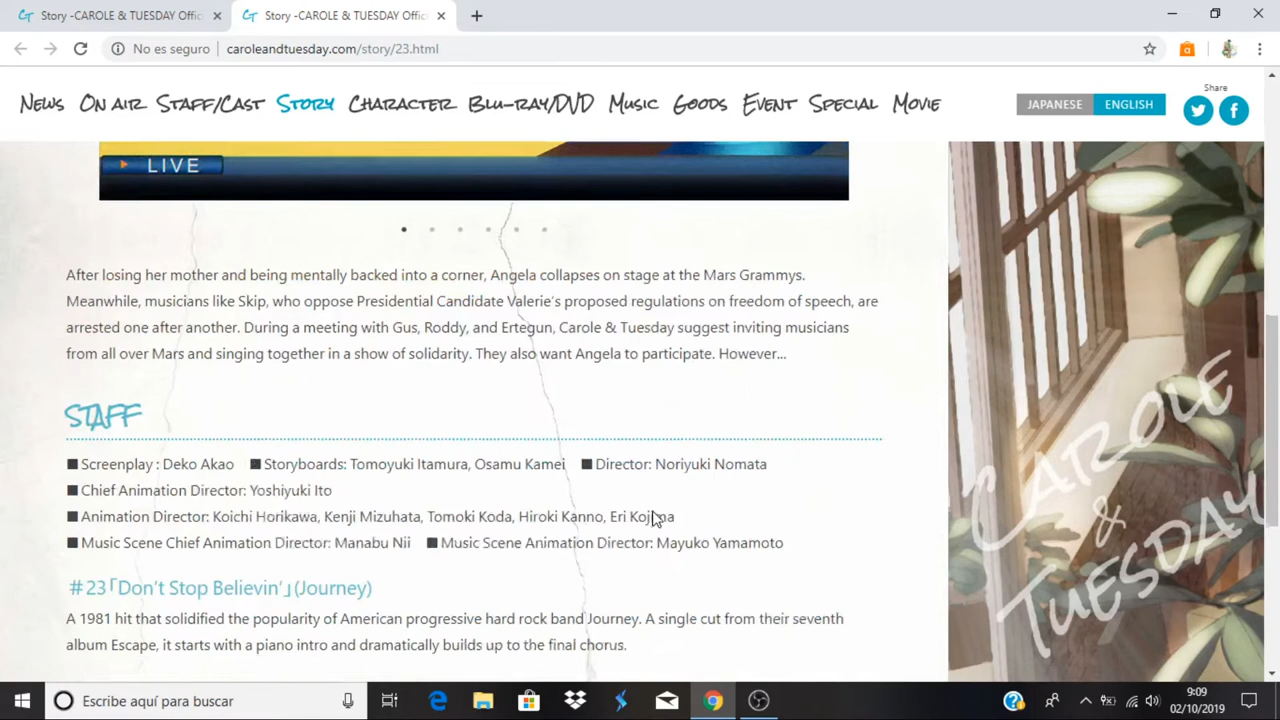 Story -CAROLE & TUESDAY Offic
Story -CAROLE & TUESDAY Offic
No es seguro
caroleandtuesday.com/story/23.html
NEWS ON AIR STAFF/CAST STORY CHARACTER BLU-RAY/DVD MUSIC GOODS EVENT SPECIAL MOVIE
JAPANESE ENGLISH
Share
LIVE
After losing her mother and being mentally backed into a corner, Angela collapses on stage at the Mars Grammys.
Meanwhile, musicians like Skip, who oppose Presidential Candidate Valerie's proposed regulations on freedom of speech, are
arrested one after another. During a meeting with Gus, Roddy, and Ertegun, Carole & Tuesday suggest inviting musicians
from all over Mars and singing together in a show of solidarity. They also want Angela to participate. However...
STAFF
■ Screenplay : Deko Akao ■ Storyboards: Tomoyuki Itamura, Osamu Kamei ■ Director: Noriyuki Nomata
■ Chief Animation Director: Yoshiyuki Ito
■ Animation Director: Koichi Horikawa, Kenji Mizuhata, Tomoki Koda, Hiroki Kanno, Eri Kojima
■ Music Scene Chief Animation Director: Manabu Nii ■ Music Scene Animation Director: Mayuko Yamamoto
#23「Don't Stop Believin'」(Journey)
A 1981 hit that solidified the popularity of American progressive hard rock band Journey. A single cut from their seventh
album Escape, it starts with a piano intro and dramatically builds up to the final chorus.
CAROLE
&
TUESDAY
Escribe aquí para buscar
9:09
02/10/2019